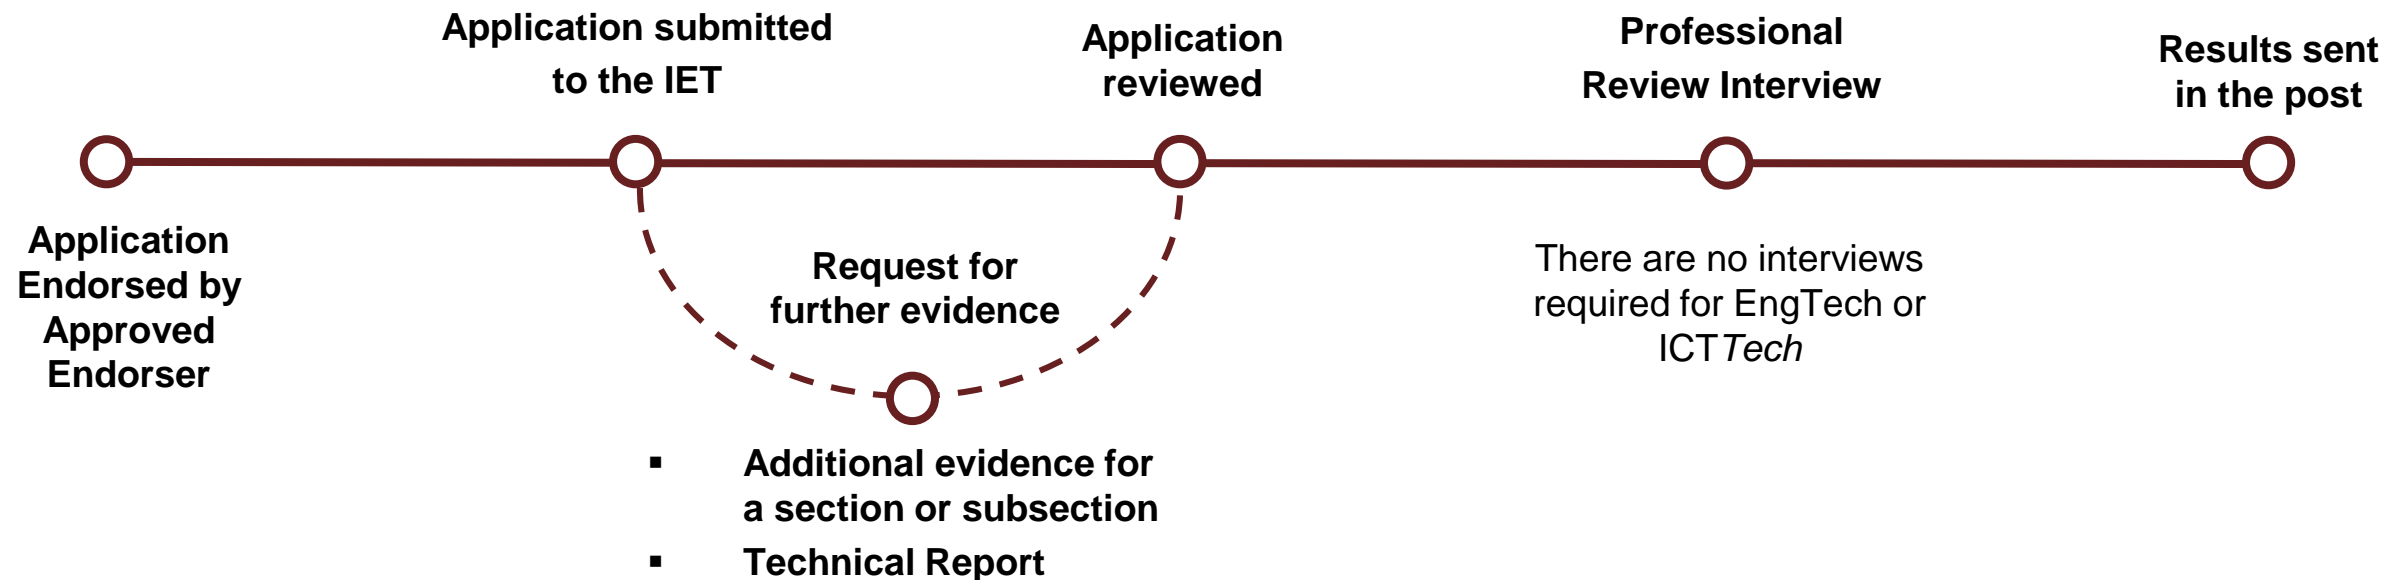 Application submitted
to the IET
Application
reviewed
Professional
Review Interview
Results sent
in the post
Application
Endorsed by
Approved
Endorser
Request for
further evidence
There are no interviews
required for EngTech or
ICTTech
▪ Additional evidence for
a section or subsection
▪ Technical Report